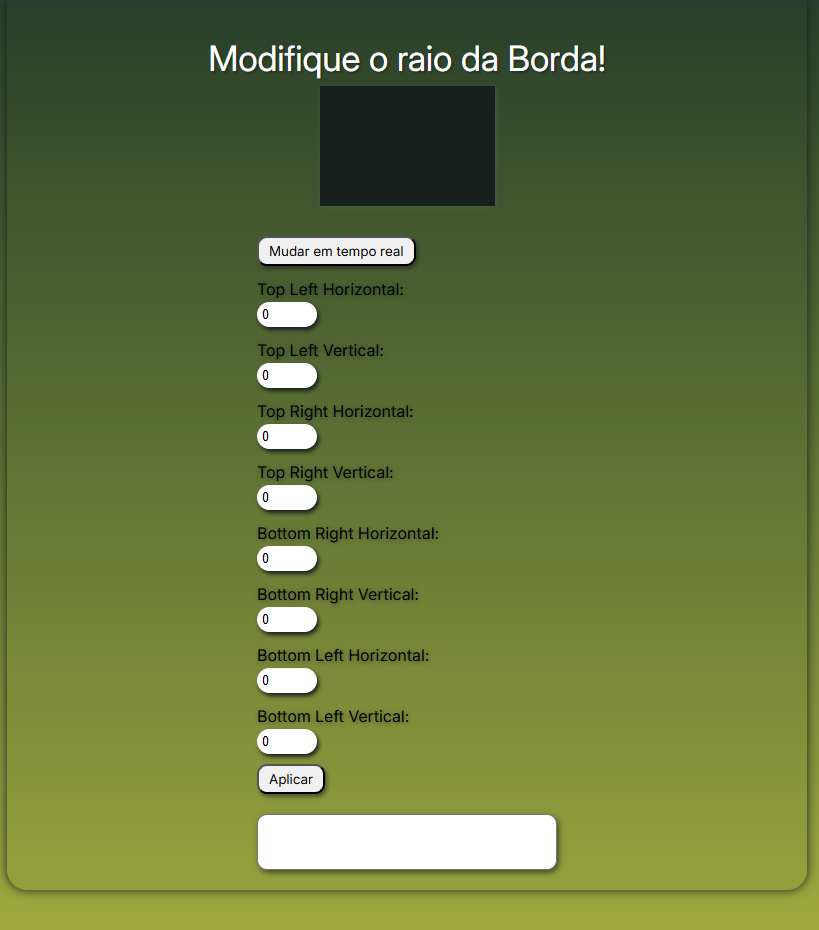 Modifique o raio da Borda!
Mudar em tempo real
Top Left Horizontal:
0
Top Left Vertical:
0
Top Right Horizontal:
0
Top Right Vertical:
0
Bottom Right Horizontal:
0
Bottom Right Vertical:
0
Bottom Left Horizontal:
0
Bottom Left Vertical:
0
Aplicar